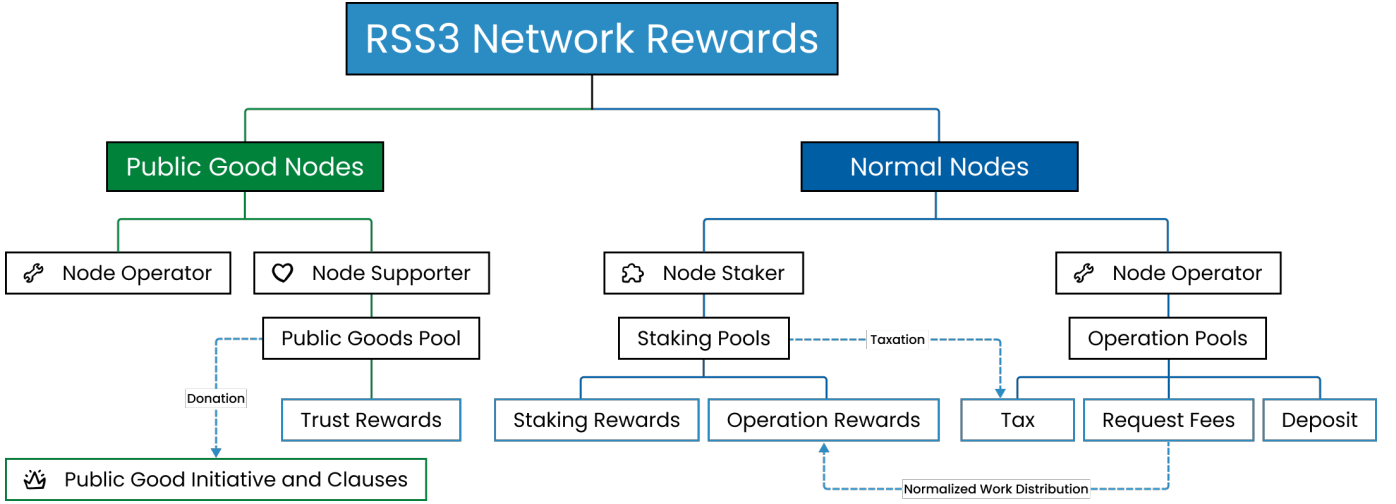 RSS3 Network Rewards
Public Good Nodes
Normal Nodes
Node Operator
Node Supporter
Node Staker
Node Operator
Public Goods Pool
Staking Pools
Taxation
Operation Pools
Donation
Trust Rewards
Staking Rewards
Operation Rewards
Tax
Request Fees
Deposit
Public Good Initiative and Clauses
Normalized Work Distribution